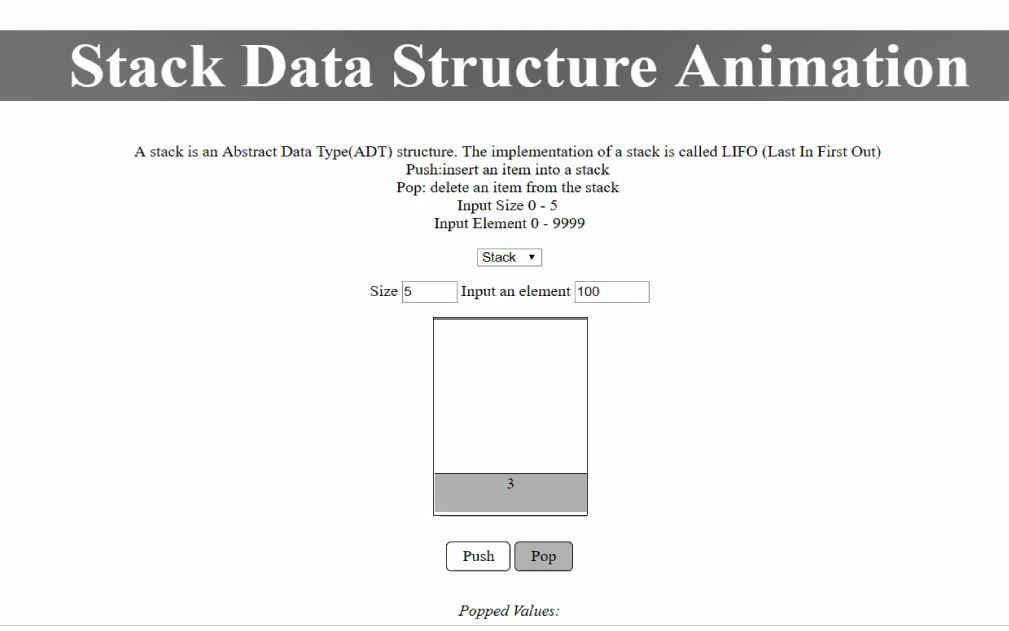 Stack Data Structure Animation
A stack is an Abstract Data Type(ADT) structure. The implementation of a stack is called LIFO (Last In First Out)
Push:insert an item into a stack
Pop: delete an item from the stack
Input Size 0 - 5
Input Element 0 - 9999
Stack
Size 5 Input an element 100
3
Push Pop
Popped Values: